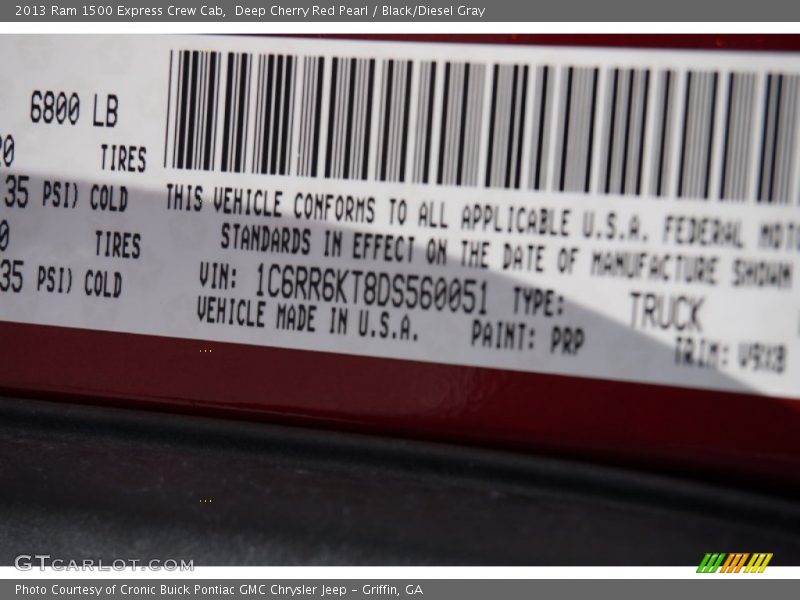 2013 Ram 1500 Express Crew Cab,  Deep Cherry Red Pearl / Black/Diesel Gray
6800 LB
TIRES
35 PSI) COLD
THIS VEHICLE CONFORMS TO ALL APPLICABLE U.S.A. FEDERAL
STANDARDS IN EFFECT ON THE DATE OF MANUFACTURE SHOWN
TIRES
35 PSI) COLD
VIN: 1C6RR6KT8DS560051 TYPE: TRUCK
VEHICLE MADE IN U.S.A. PAINT: PRP TRIM: V9X8
GTCARLOT.COM
Photo Courtesy of Cronic Buick Pontiac GMC Chrysler Jeep - Griffin, GA